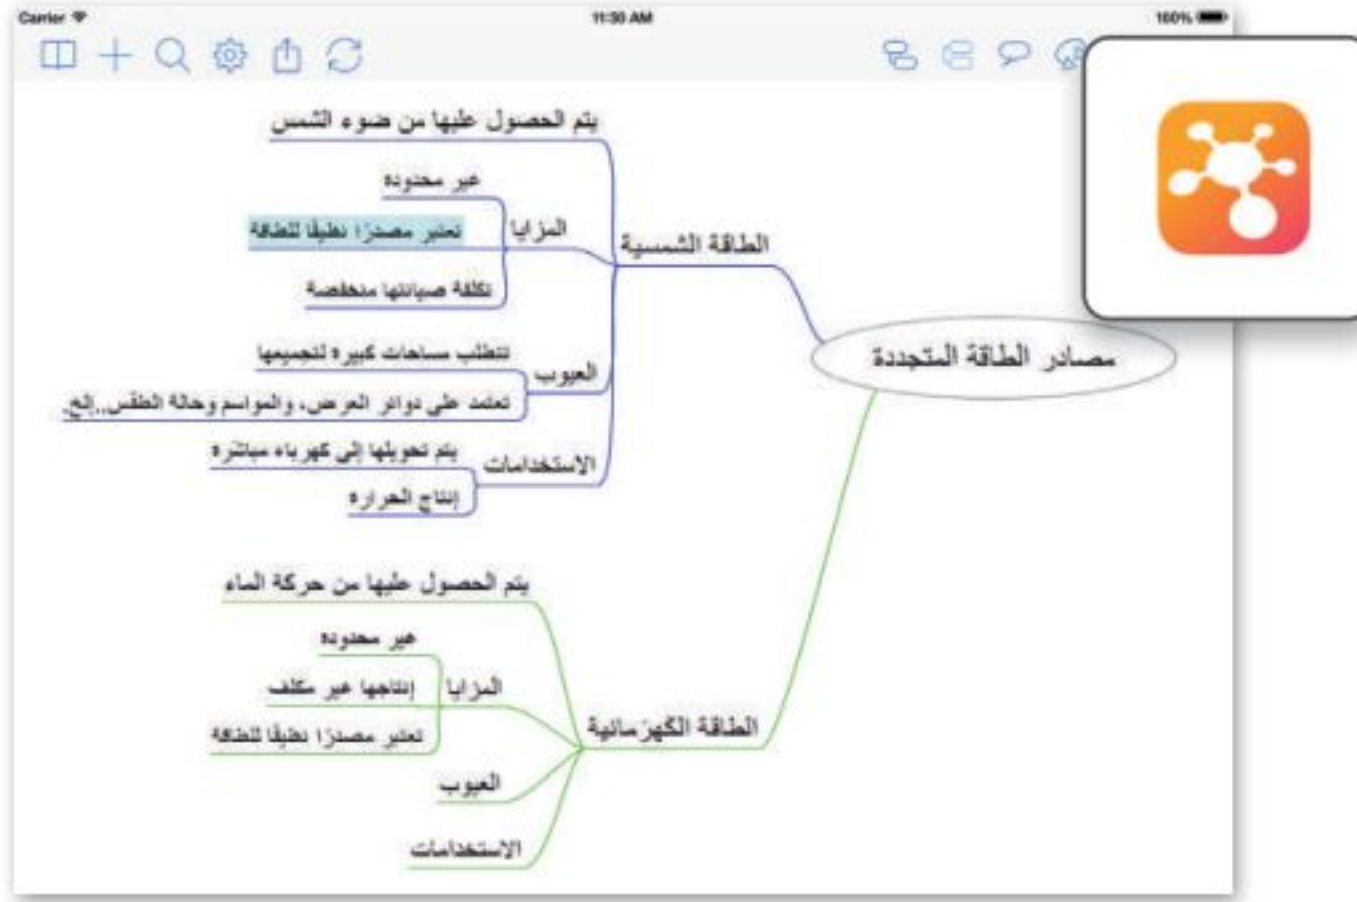 Carrier
11:30 AM
100%
مصادر الطاقة المتجددة
الطاقة الشمسية
يتم الحصول عليها من ضوء الشمس
المزايا
غير محدودة
تعتبر مصدرًا نظيفًا للطاقة
تكلفة صيانتها منخفضة
العيوب
تتطلب مساحات كبيرة لتجميعها
تعتمد على دوائر العرض، والمواسم وحالة الطقس..إلخ.
الاستخدامات
يتم تحويلها إلى كهرباء مباشرة
إنتاج الحرارة
الطاقة الكهرمائية
يتم الحصول عليها من حركة الماء
المزايا
غير محدودة
إنتاجها غير مكلف
تعتبر مصدرًا نظيفًا للطاقة
العيوب
الاستخدامات